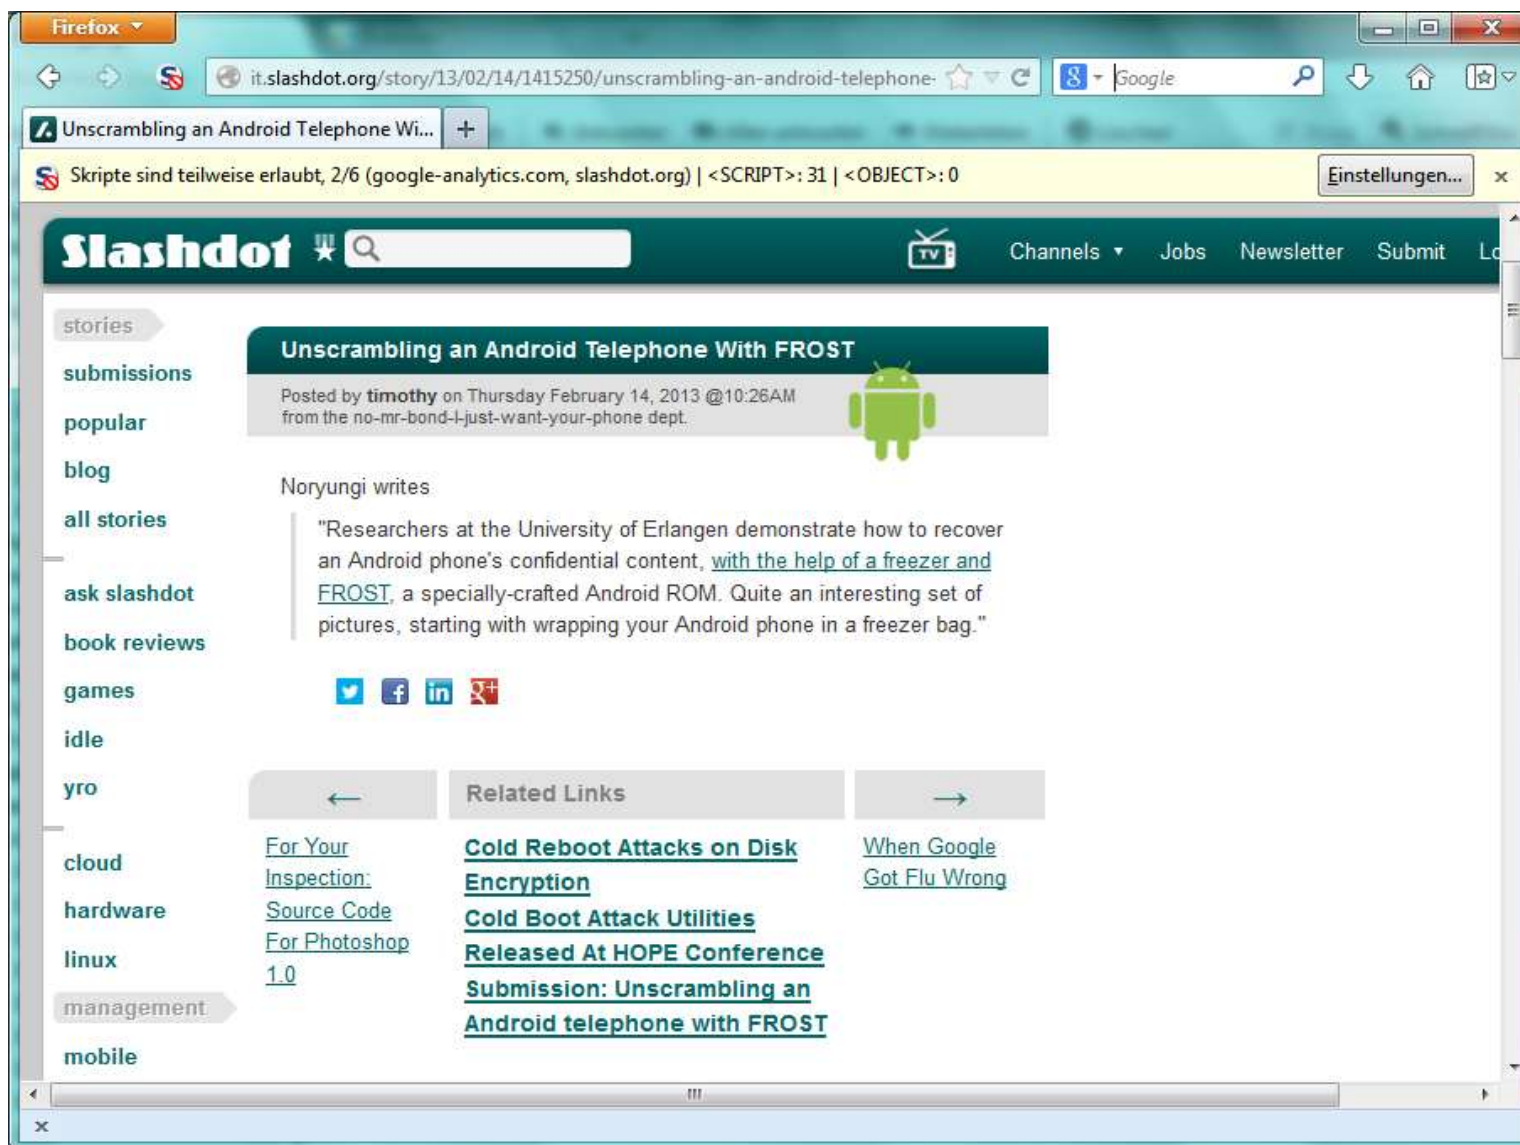 Firefox
it.slashdot.org/story/13/02/14/1415250/unscrambling-an-android-telephone-
Google
Unscrambling an Android Telephone Wi...
Skripte sind teilweise erlaubt, 2/6 (google-analytics.com, slashdot.org) | <SCRIPT>: 31 | <OBJECT>: 0
Einstellungen...
Slashdot
TV
Channels
Jobs
Newsletter
Submit
Lo
stories
submissions
popular
blog
all stories
ask slashdot
book reviews
games
idle
yro
cloud
hardware
linux
management
mobile
Unscrambling an Android Telephone With FROST
Posted by timothy on Thursday February 14, 2013 @10:26AM
from the no-mr-bond-I-just-want-your-phone dept.
Noryungi writes
"Researchers at the University of Erlangen demonstrate how to recover
an Android phone's confidential content, with the help of a freezer and
FROST, a specially-crafted Android ROM. Quite an interesting set of
pictures, starting with wrapping your Android phone in a freezer bag."
←
For Your
Inspection:
Source Code
For Photoshop
1.0
Related Links
Cold Reboot Attacks on Disk
Encryption
Cold Boot Attack Utilities
Released At HOPE Conference
Submission: Unscrambling an
Android telephone with FROST
→
When Google
Got Flu Wrong